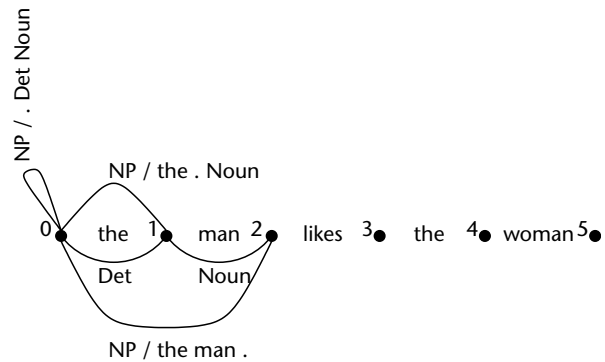 NP / . Det Noun
NP / the . Noun
0 the 1 man 2 likes 3 the 4 woman 5
Det Noun
NP / the man .